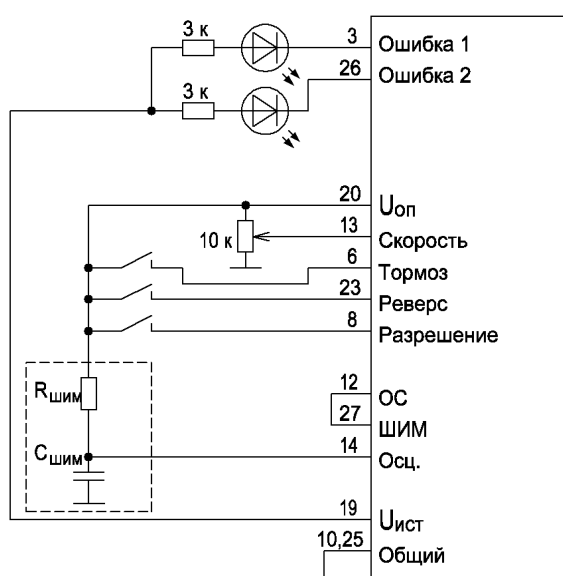 3 к
3
Ошибка 1
26
Ошибка 2
3 к
20
Uоп
10 к
13
Скорость
6
Тормоз
23
Реверс
8
Разрешение
Rшим
12
ОС
27
ШИМ
Cшим
14
Осц.
19
Uист
10,25
Общий